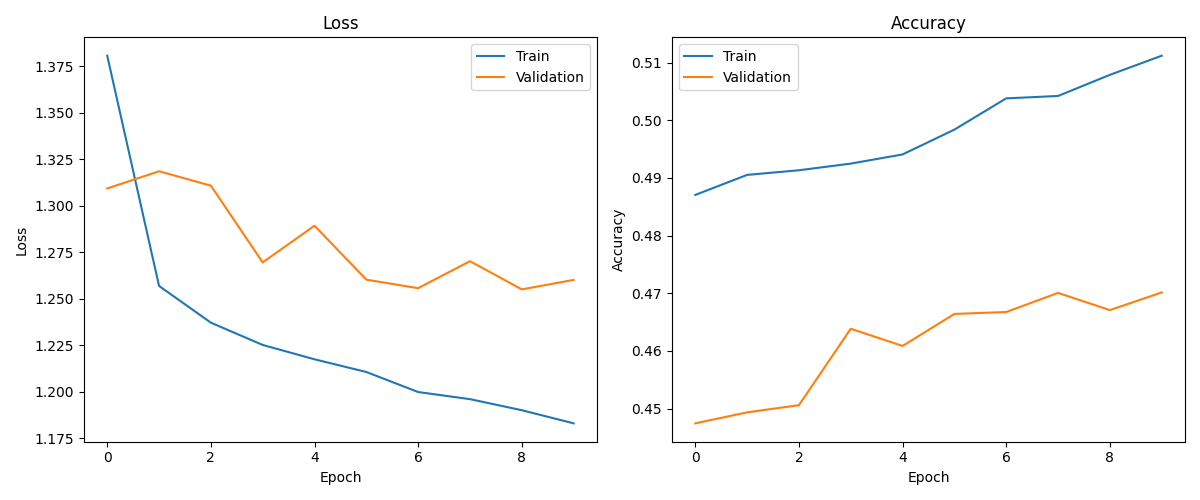 Loss
Train
Validation
1.375
1.350
1.325
1.300
1.275
1.250
1.225
1.200
1.175
Loss
0 2 4 6 8
Epoch
Accuracy
Train
Validation
0.51
0.50
0.49
0.48
0.47
0.46
0.45
Accuracy
0 2 4 6 8
Epoch